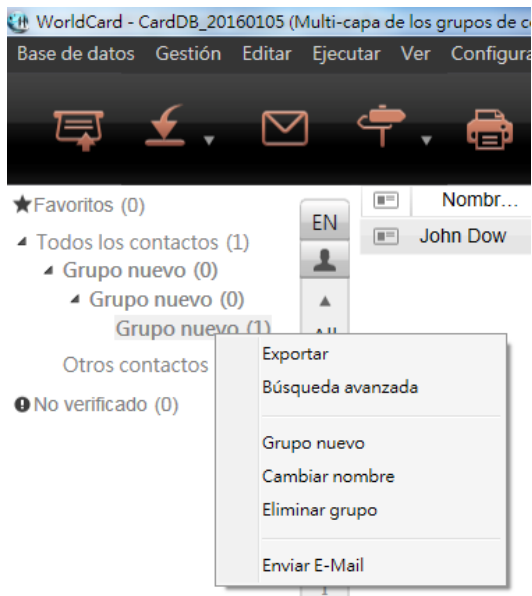 WorldCard - CardDB_20160105 (Multi-capa de los grupos de c
Base de datos Gestión Editar Ejecutar Ver Configura
Favoritos (0)
Todos los contactos (1)
Grupo nuevo (0)
Grupo nuevo (0)
Grupo nuevo (1)
Otros contactos
No verificado (0)
EN
Nombr...
John Dow
Exportar
Búsqueda avanzada
Grupo nuevo
Cambiar nombre
Eliminar grupo
Enviar E-Mail